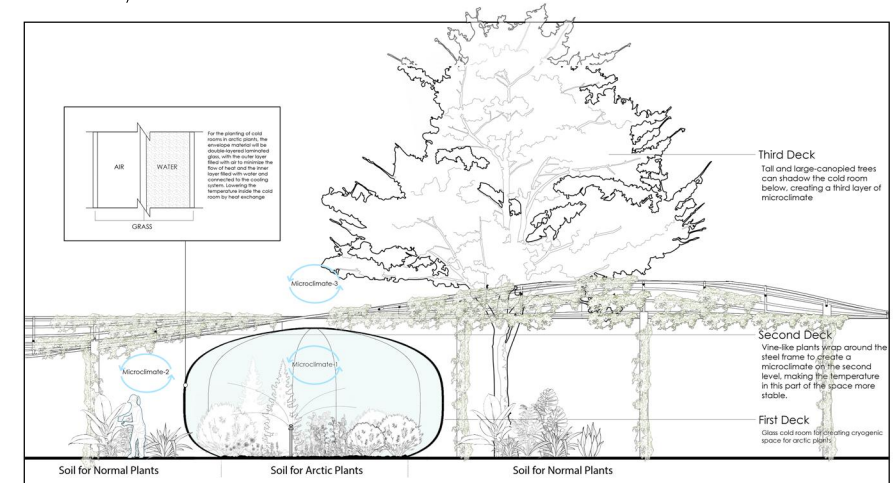 AIR
WATER
GRASS
For the planting of cold
rooms in arctic plants, the
envelope material will be
double-layered laminated
glass, with the outer layer
filled with air to minimize the
flow of heat and the inner
layer filled with water and
connected to the cooling
system. Lowering the
temperature inside the cold
room by heat exchange
Third Deck
Tall and large-canopied trees
can shadow the cold room
below, creating a third layer of
microclimate
Microclimate-3
Second Deck
Vine-like plants wrap around the
steel frame to create a
microclimate on the second
level, making the temperature
in this part of the space more
stable.
Microclimate-2
Microclimate-1
First Deck
Glass cold room for creating cryogenic
space for arctic plants
Soil for Normal Plants
Soil for Arctic Plants
Soil for Normal Plants